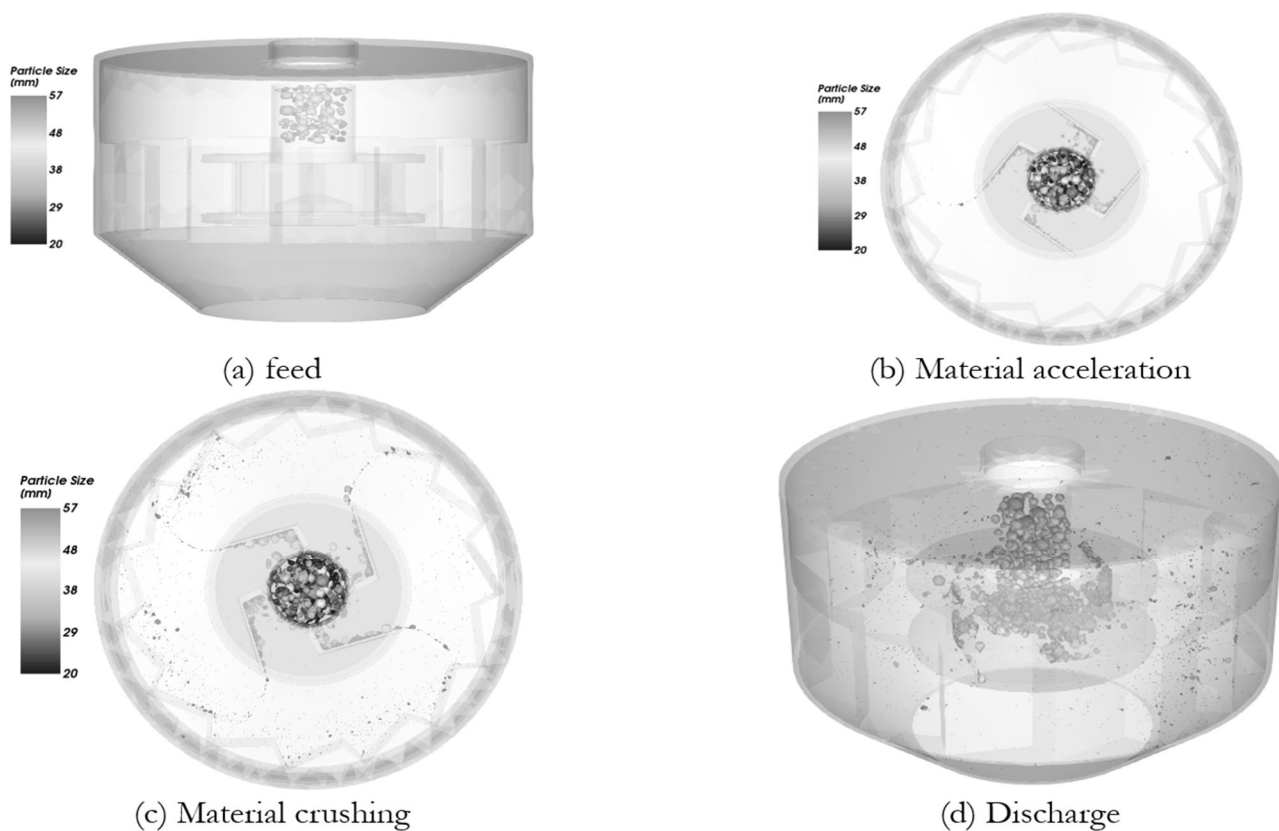 Particle Size
(mm)
57
48
38
29
20
(a) feed
Particle Size
(mm)
57
48
38
29
20
(b) Material acceleration
Particle Size
(mm)
57
48
38
29
20
(c) Material crushing
(d) Discharge